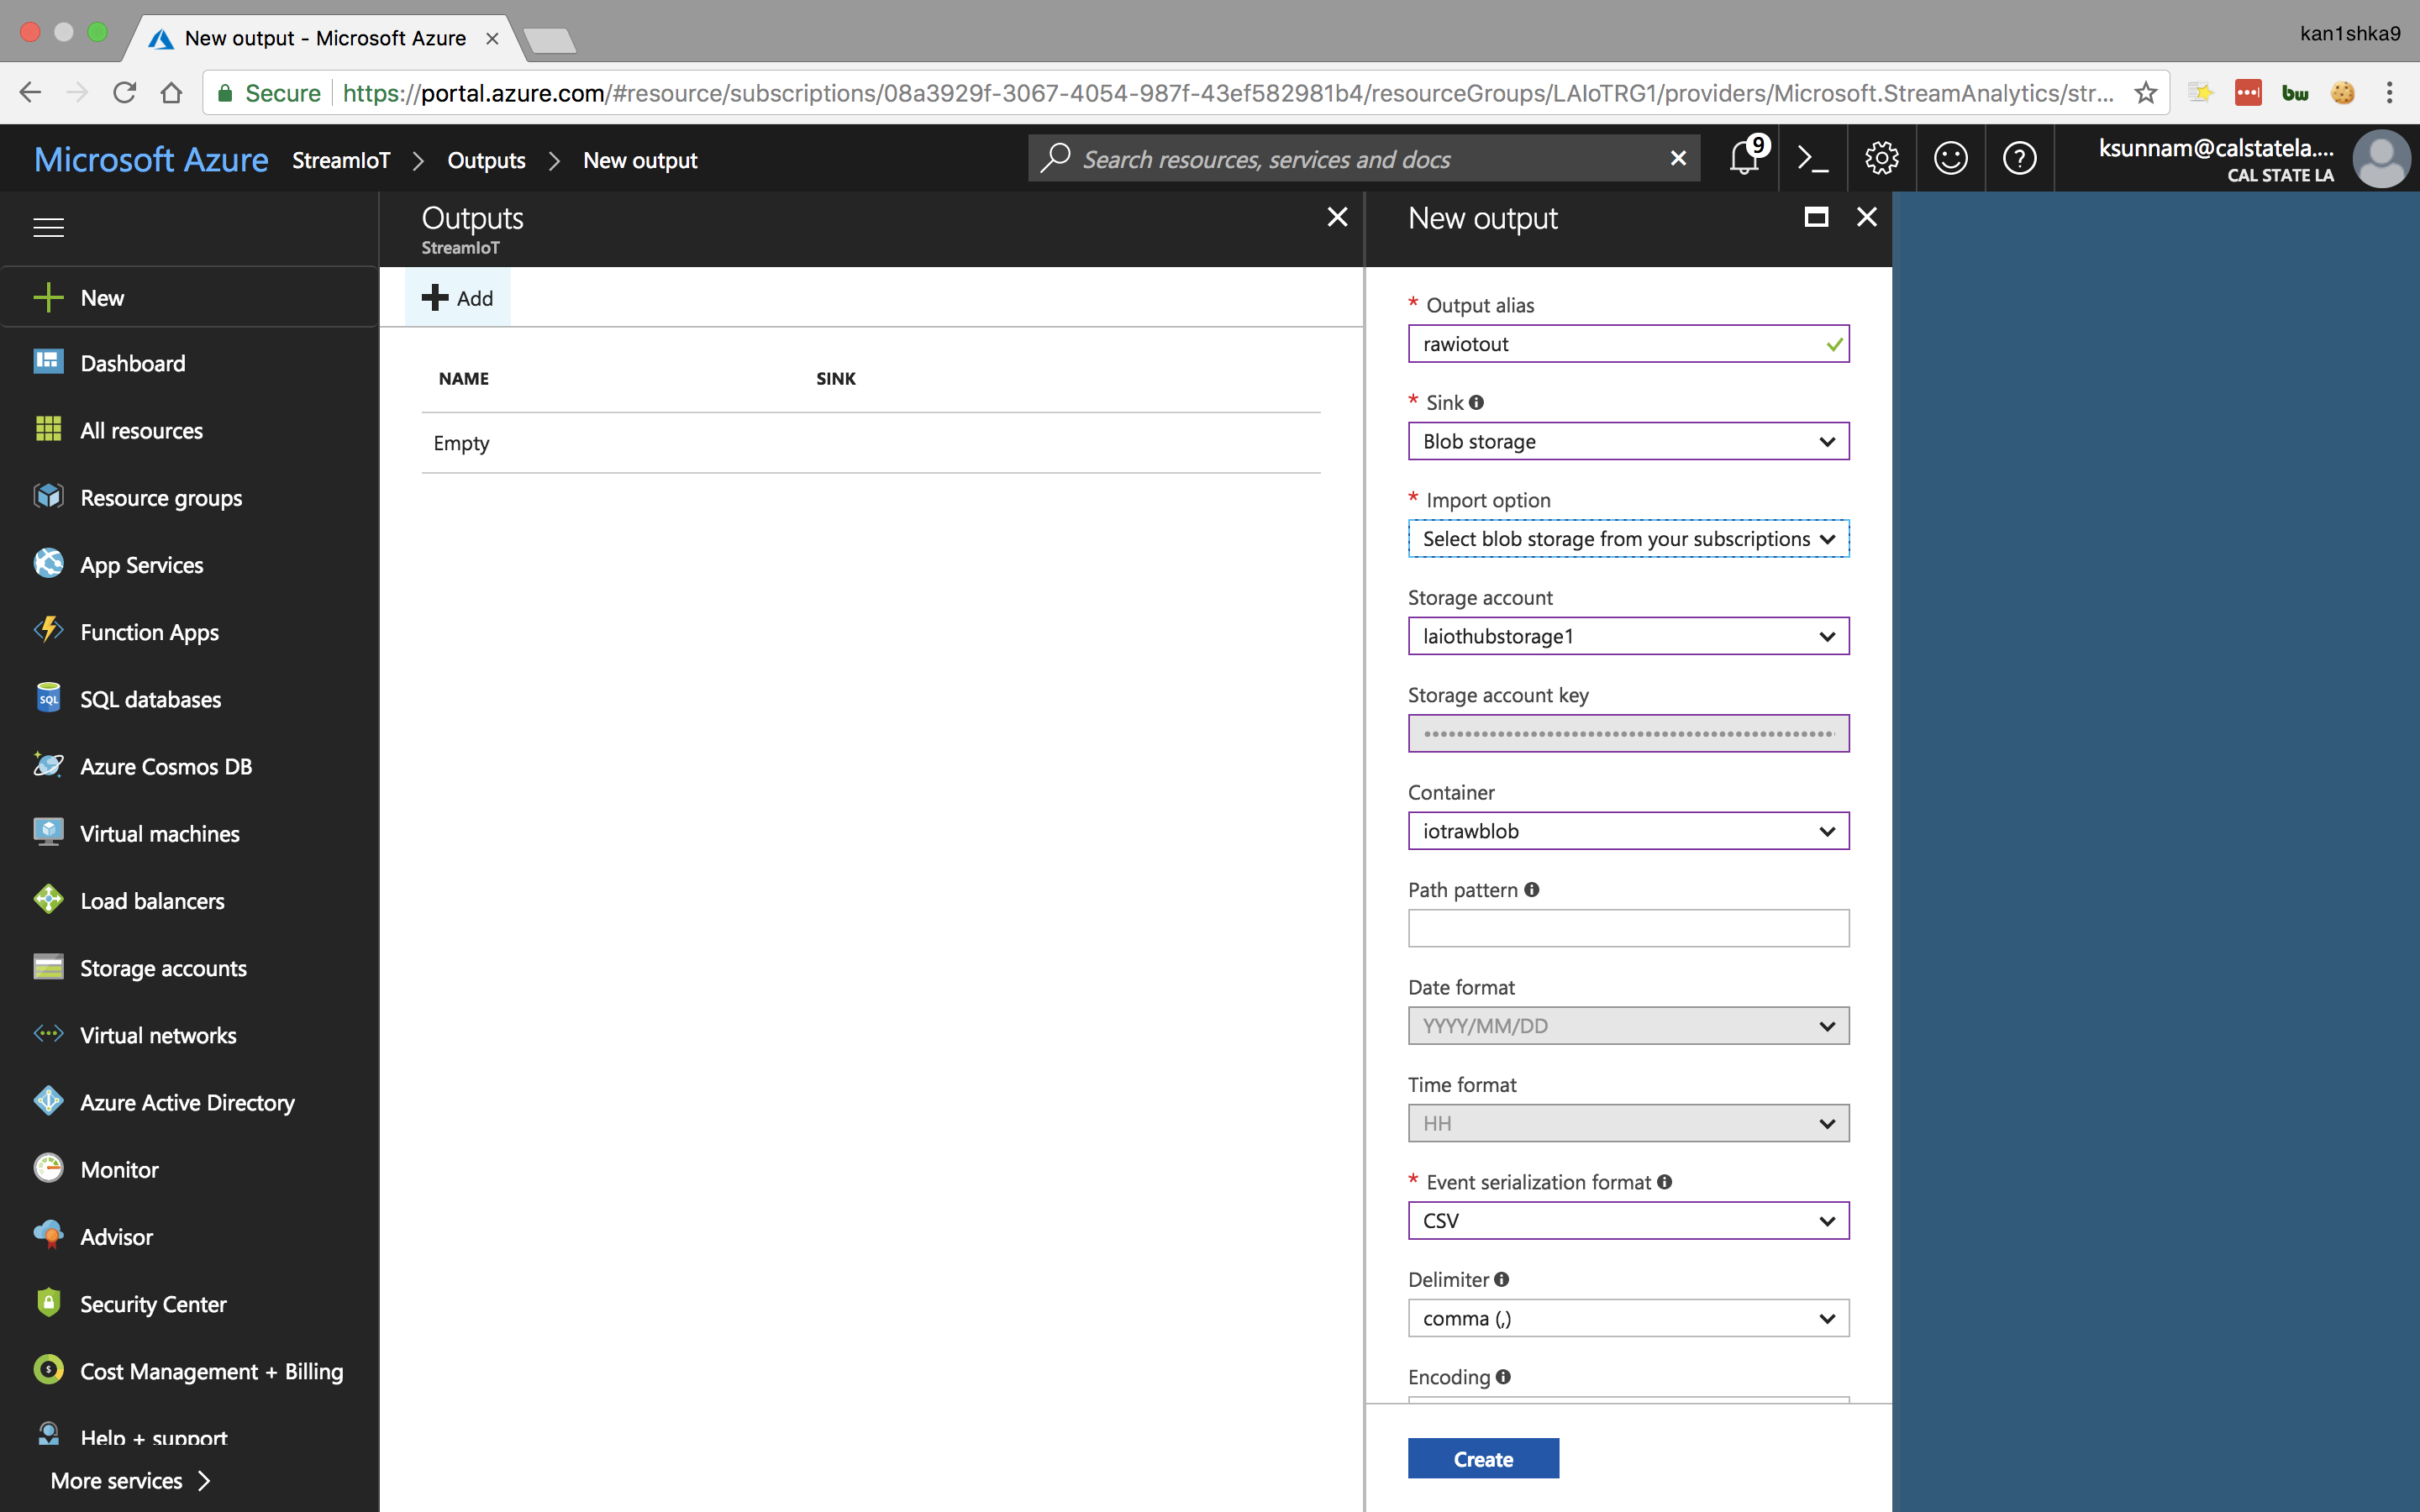 New output - Microsoft Azure
kan1shka9
Secure https://portal.azure.com/#resource/subscriptions/08a3929f-3067-4054-987f-43ef582981b4/resourceGroups/LAIoTRG1/providers/Microsoft.StreamAnalytics/str...
bw
Microsoft Azure StreamIoT > Outputs > New output
Search resources, services and docs
9
ksunnam@calstatela....
CAL STATE LA
New
Dashboard
All resources
Resource groups
App Services
Function Apps
SQL
SQL databases
Azure Cosmos DB
Virtual machines
Load balancers
Storage accounts
Virtual networks
Azure Active Directory
Monitor
Advisor
Security Center
Cost Management + Billing
Help + support
More services
Outputs
StreamIoT
Add
NAME SINK
Empty
New output
* Output alias
rawiotout
* Sink
Blob storage
* Import option
Select blob storage from your subscriptions
Storage account
laiothubstorage1
Storage account key
Container
iotrawblob
Path pattern
Date format
YYYY/MM/DD
Time format
HH
* Event serialization format
CSV
Delimiter
comma (,)
Encoding
Create